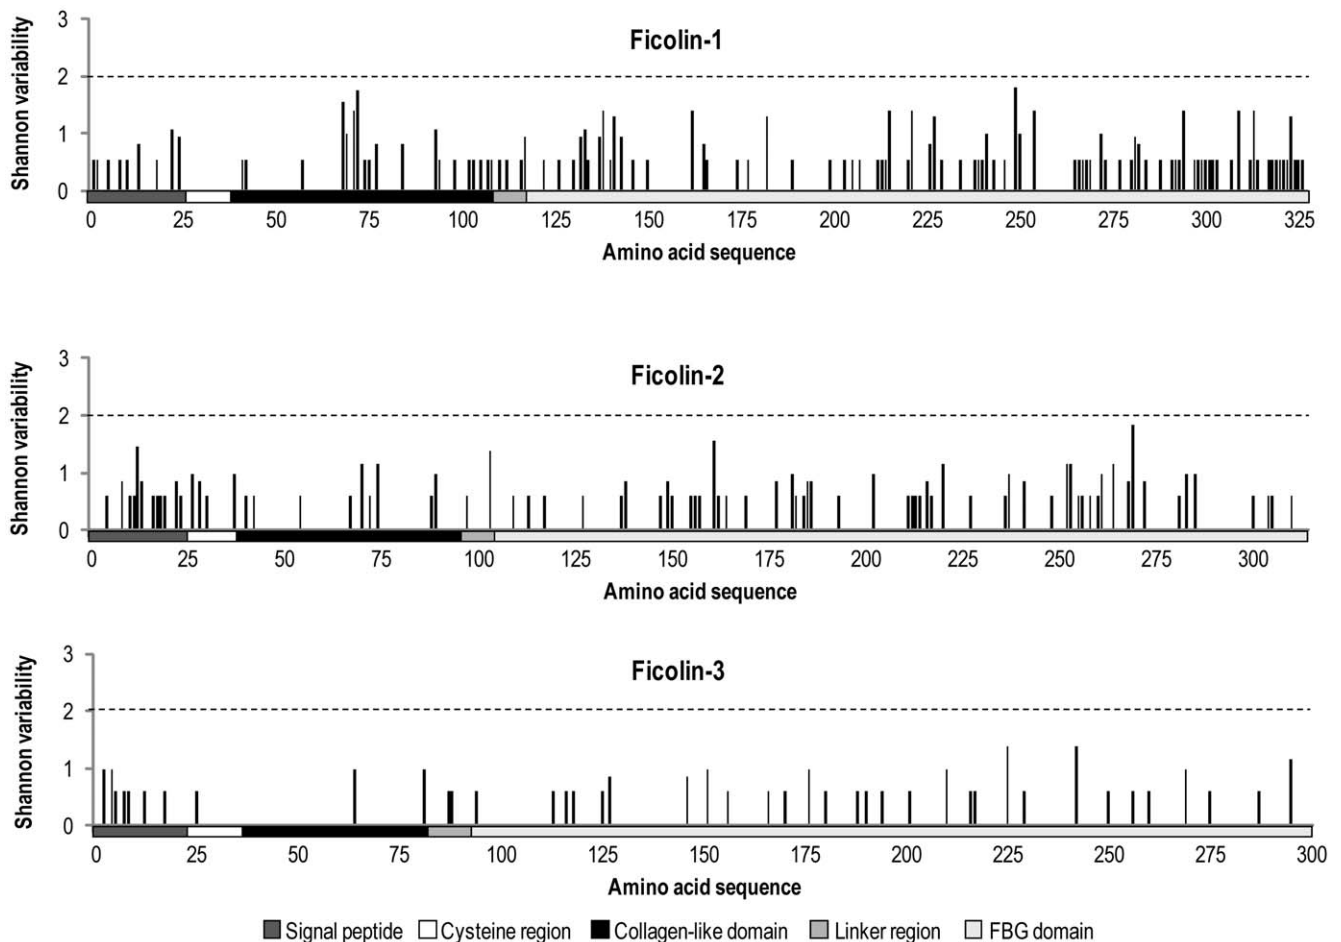 Ficolin-1
Shannon variability
3
2
1
0
0 25 50 75 100 125 150 175 200 225 250 275 300 325
Amino acid sequence
Ficolin-2
Shannon variability
3
2
1
0
0 25 50 75 100 125 150 175 200 225 250 275 300
Amino acid sequence
Ficolin-3
Shannon variability
3
2
1
0
0 25 50 75 100 125 150 175 200 225 250 275 300
Amino acid sequence
Signal peptide Cysteine region Collagen-like domain Linker region FBG domain